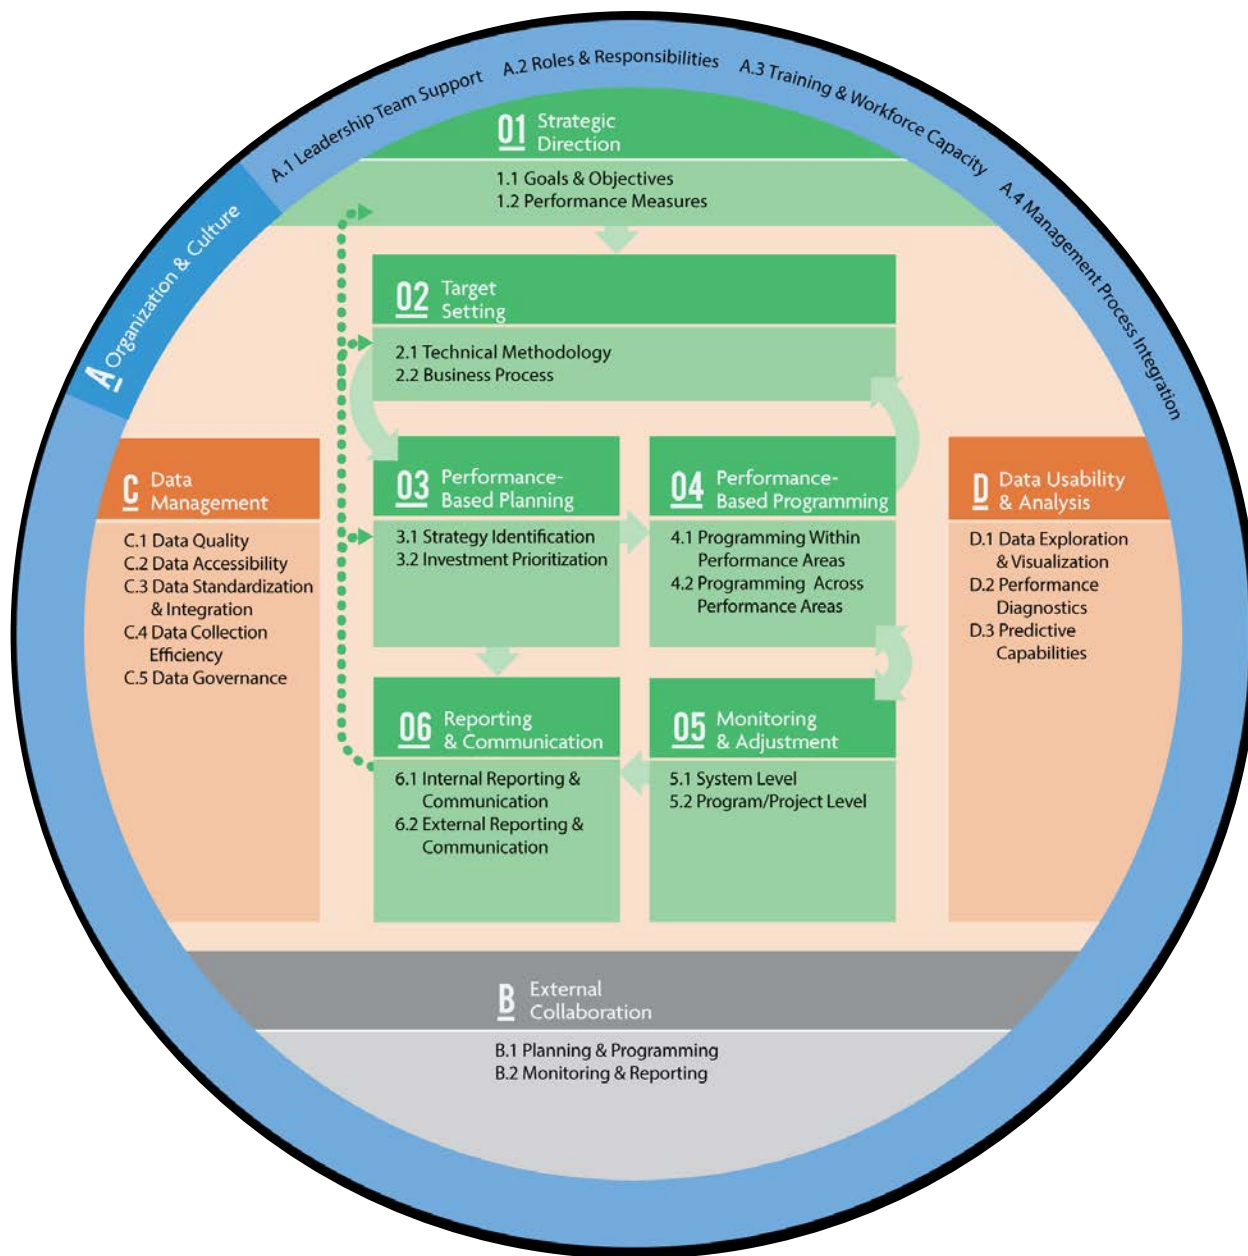 A.1 Leadership Team Support
A.2 Roles & Responsibilities
A.3 Training & Workforce Capacity
A.4 Management Process Integration
A Organization & Culture
01 Strategic
Direction
1.1 Goals & Objectives
1.2 Performance Measures
02 Target
Setting
2.1 Technical Methodology
2.2 Business Process
C Data
Management
C.1 Data Quality
C.2 Data Accessibility
C.3 Data Standardization
& Integration
C.4 Data Collection
Efficiency
C.5 Data Governance
03 Performance-
Based Planning
3.1 Strategy Identification
3.2 Investment Prioritization
04 Performance-
Based Programming
4.1 Programming Within
Performance Areas
4.2 Programming Across
Performance Areas
D Data Usability
& Analysis
D.1 Data Exploration
& Visualization
D.2 Performance
Diagnostics
D.3 Predictive
Capabilities
06 Reporting
& Communication
6.1 Internal Reporting &
Communication
6.2 External Reporting &
Communication
05 Monitoring
& Adjustment
5.1 System Level
5.2 Program/Project Level
B External
Collaboration
B.1 Planning & Programming
B.2 Monitoring & Reporting